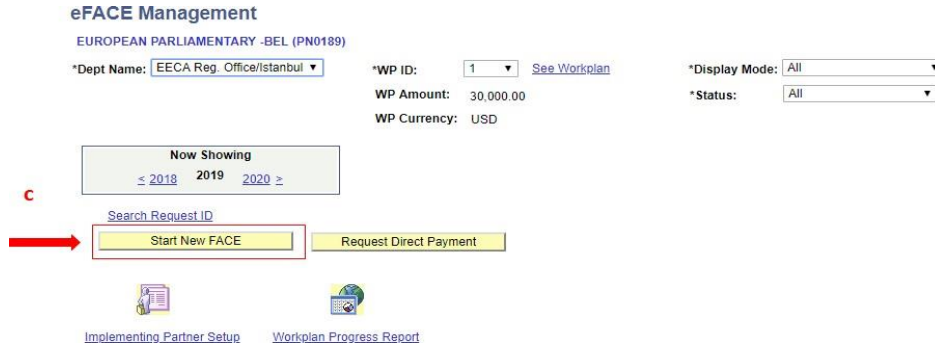 eFACE Management
EUROPEAN PARLIAMENTARY -BEL (PN0189)
*Dept Name: EECA Reg. Office/Istanbul *WP ID: 1 See Workplan *Display Mode: All
WP Amount: 30,000.00 *Status: All
WP Currency: USD
Now Showing
< 2018 2019 2020 >
c
Search Request ID
Start New FACE Request Direct Payment
Implementing Partner Setup Workplan Progress Report